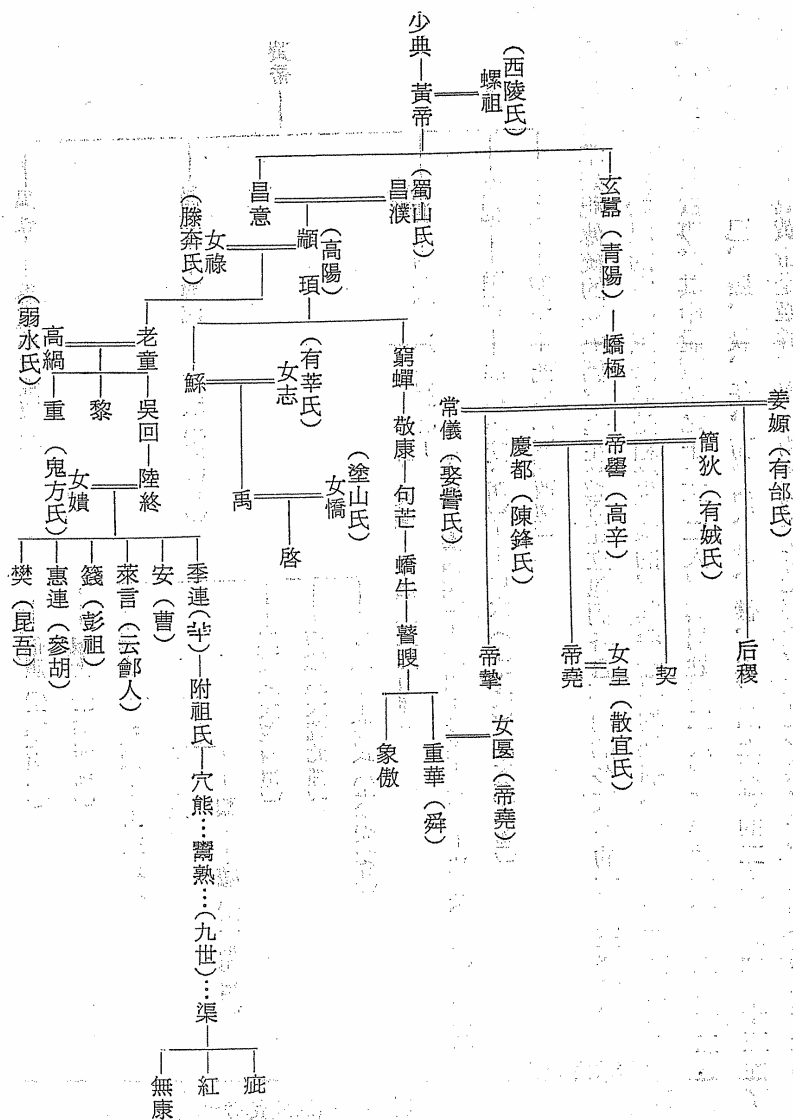 少典
黃帝
螺祖
（西陵氏）
玄囂（青陽）
昌意
昌濮
（蜀山氏）
蟜極
顓頊
（高陽）
女祿
（滕奔氏）
姜嫄（有邰氏）
簡狄（有娀氏）
帝嚳（高辛）
慶都（陳鋒氏）
常儀（娶訾氏）
后稷
契
帝堯
女皇（散宜氏）
帝摯
窮蟬
敬康
句芒
蟜牛
瞽瞍
重華（舜）
女匽（帝堯）
象傲
鯀
女志
（有莘氏）
禹
女憍
（塗山氏）
啓
老童
高緺
（弱水氏）
吳回
黎
重
陸終
女嬇
（鬼方氏）
季連（芈）
安（曹）
萊言（云鄶人）
籛（彭祖）
惠連（參胡）
樊（昆吾）
附祖氏
穴熊…鬻熟…（九世）…渠
疵
紅
無康